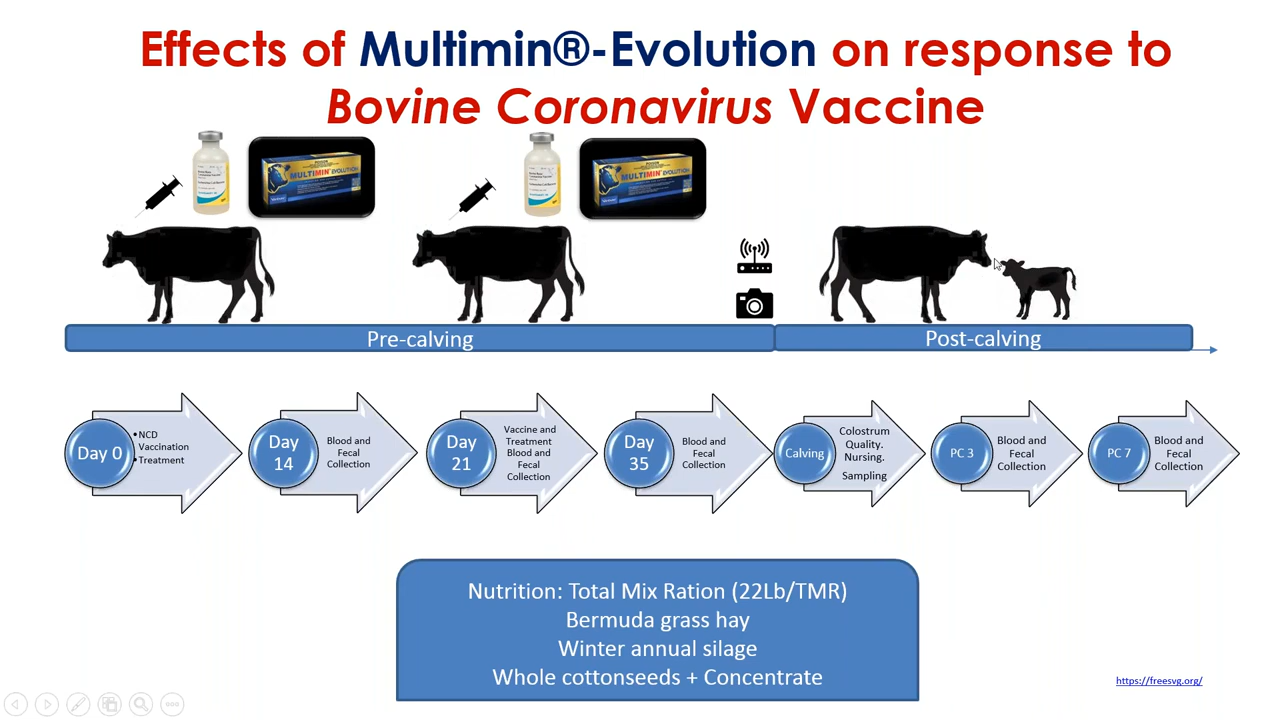 Effects of Multimin®-Evolution on response to
Bovine Coronavirus Vaccine
MULTIMIN EVOLUTION
MULTIMIN EVOLUTION
Pre-calving
Post-calving
Day 0
•NCD
Vaccination
•Treatment
Day
14
Blood and
Fecal
Collection
Day
21
Vaccine and
Treatment
Blood and
Fecal
Collection
Day
35
Blood and
Fecal
Collection
Calving
Colostrum
Quality.
Nursing.
Sampling
PC 3
Blood and
Fecal
Collection
PC 7
Blood and
Fecal
Collection
Nutrition: Total Mix Ration (22Lb/TMR)
Bermuda grass hay
Winter annual silage
Whole cottonseeds + Concentrate
https://freesvg.org/